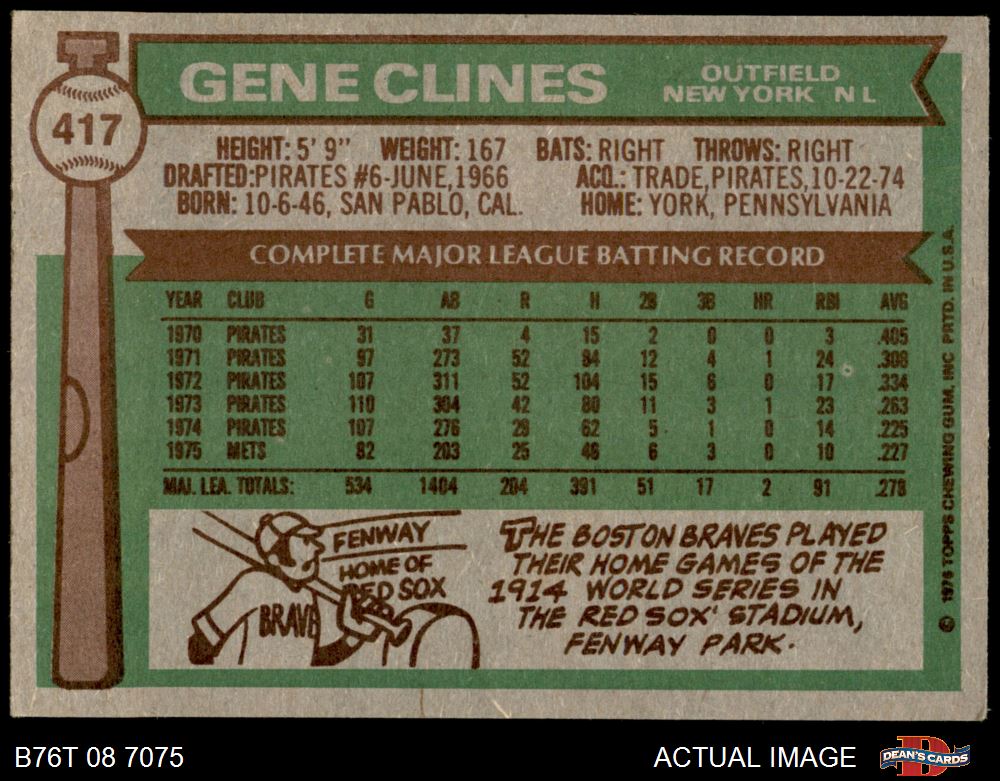 GENE CLINES
OUTFIELD
NEW YORK N L
417
HEIGHT: 5' 9" WEIGHT: 167 BATS: RIGHT THROWS: RIGHT
DRAFTED: PIRATES #6-JUNE, 1966 ACQ.: TRADE, PIRATES, 10-22-74
BORN: 10-6-46, SAN PABLO, CAL. HOME: YORK, PENNSYLVANIA
COMPLETE MAJOR LEAGUE BATTING RECORD
YEAR CLUB G AB R H 2B 3B HR RBI AVG
1970 PIRATES 31 37 4 15 2 0 0 3 .405
1971 PIRATES 97 273 52 84 12 4 1 24 .308
1972 PIRATES 107 311 52 104 15 6 0 17 .334
1973 PIRATES 110 304 42 80 11 3 1 23 .263
1974 PIRATES 107 276 29 62 5 1 0 14 .225
1975 METS 82 203 25 46 6 3 0 10 .227
MAJ. LEA. TOTALS: 534 1404 204 391 51 17 2 91 .278
FENWAY
HOME OF
RED SOX
BRAVE
THE BOSTON BRAVES PLAYED
THEIR HOME GAMES OF THE
1914 WORLD SERIES IN
THE RED SOX' STADIUM,
FENWAY PARK.
© 1976 TOPPS CHEWING GUM, INC PRTD. IN U.S.A.
B76T 08 7075
ACTUAL IMAGE
D
DEAN'S CARDS